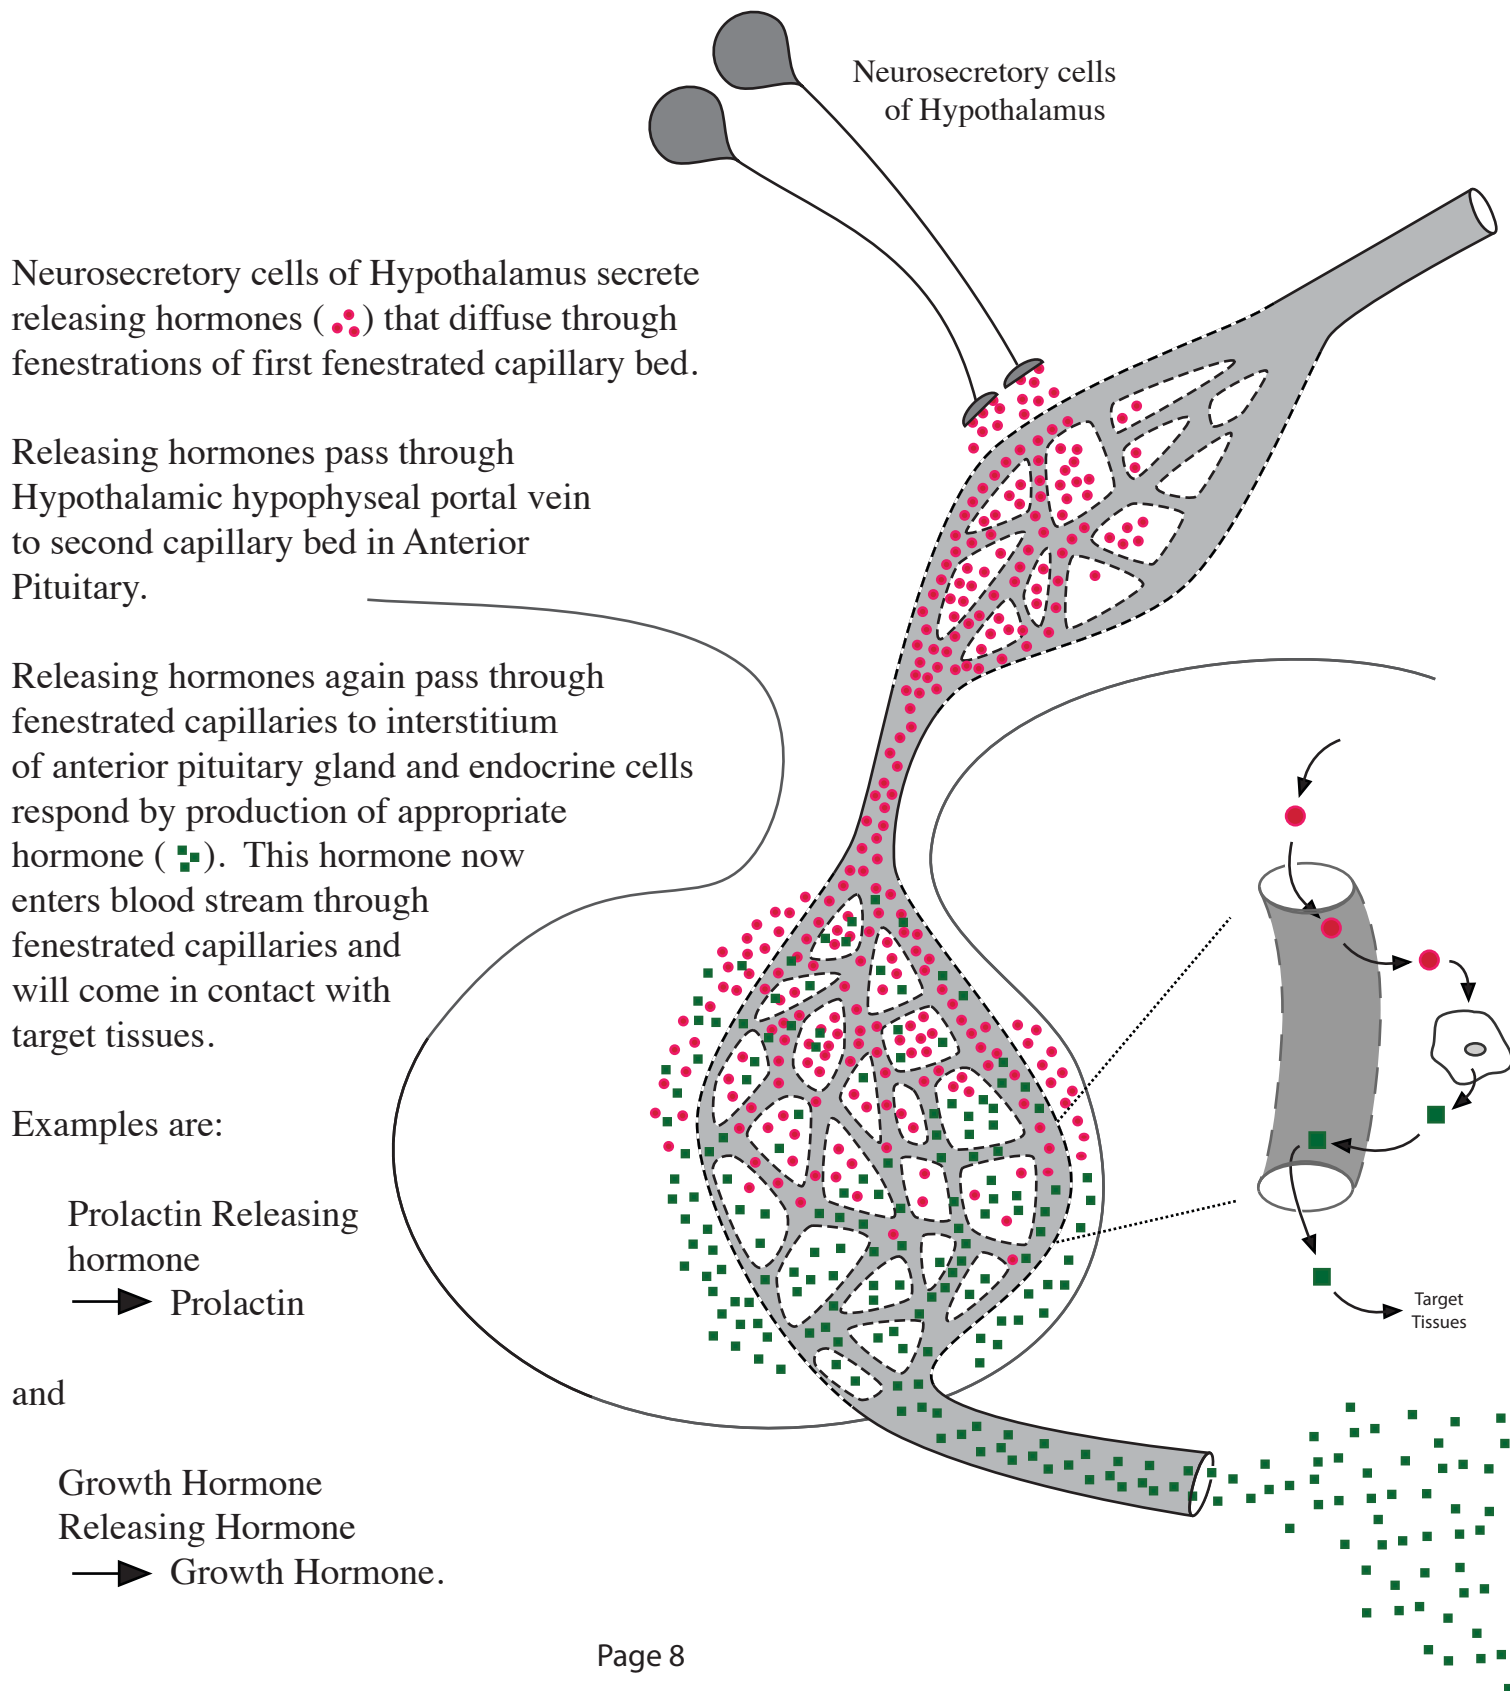 Neurosecretory cells
of Hypothalamus
Neurosecretory cells of Hypothalamus secrete
releasing hormones ( ) that diffuse through
fenestrations of first fenestrated capillary bed.
Releasing hormones pass through
Hypothalamic hypophyseal portal vein
to second capillary bed in Anterior
Pituitary.
Releasing hormones again pass through
fenestrated capillaries to interstitium
of anterior pituitary gland and endocrine cells
respond by production of appropriate
hormone ( ). This hormone now
enters blood stream through
fenestrated capillaries and
will come in contact with
target tissues.
Examples are:
Prolactin Releasing
hormone
Prolactin
and
Growth Hormone
Releasing Hormone
Growth Hormone.
Target
Tissues
Page 8